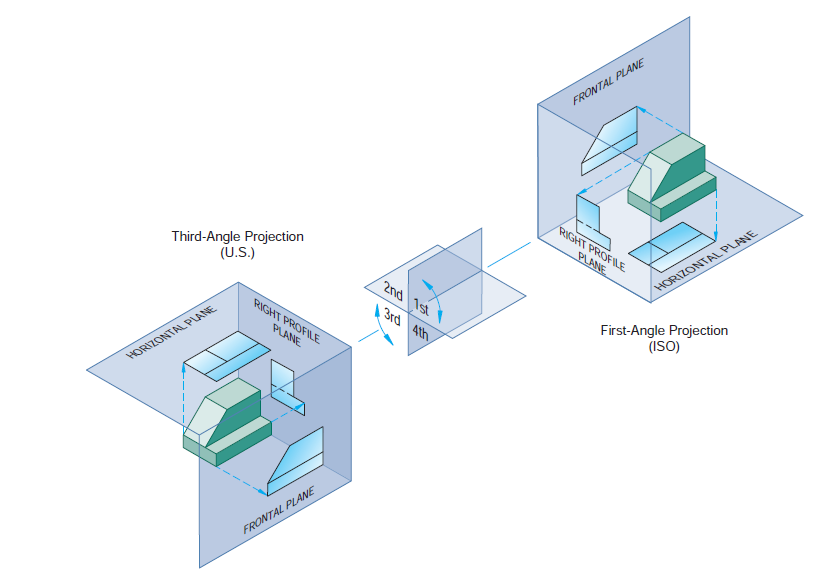 FRONTAL PLANE
RIGHT PROFILE
PLANE
HORIZONTAL PLANE
First-Angle Projection
(ISO)
Third-Angle Projection
(U.S.)
2nd
1st
3rd
4th
HORIZONTAL PLANE
RIGHT PROFILE
PLANE
FRONTAL PLANE